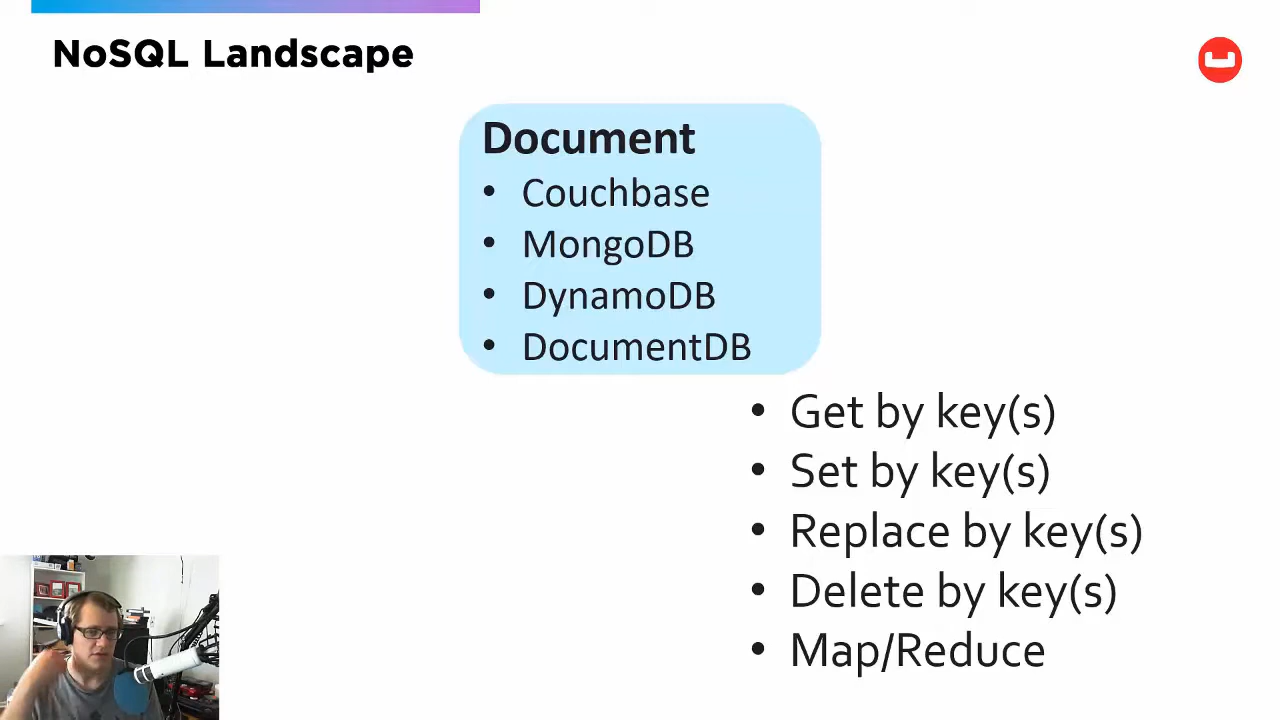 NoSQL Landscape
Document
• Couchbase
• MongoDB
• DynamoDB
• DocumentDB
• Get by key(s)
• Set by key(s)
• Replace by key(s)
• Delete by key(s)
• Map/Reduce